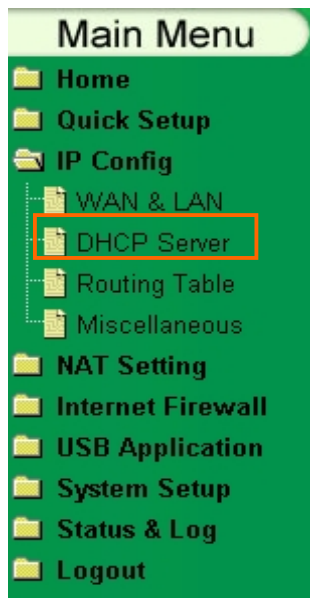 Main Menu
Home
Quick Setup
IP Config
WAN & LAN
DHCP Server
Routing Table
Miscellaneous
NAT Setting
Internet Firewall
USB Application
System Setup
Status & Log
Logout